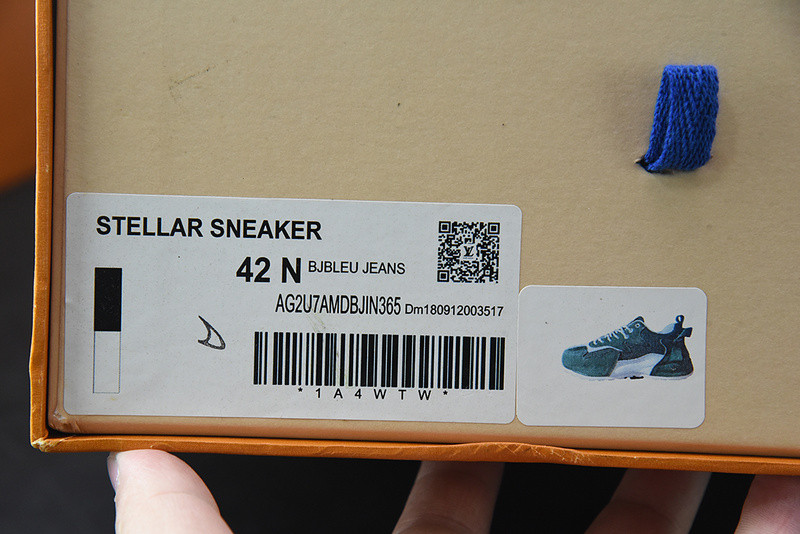 STELLAR SNEAKER
42 N BJBLEU JEANS
AG2U7AMDBJIN365 Dm180912003517
*1A4WTW*